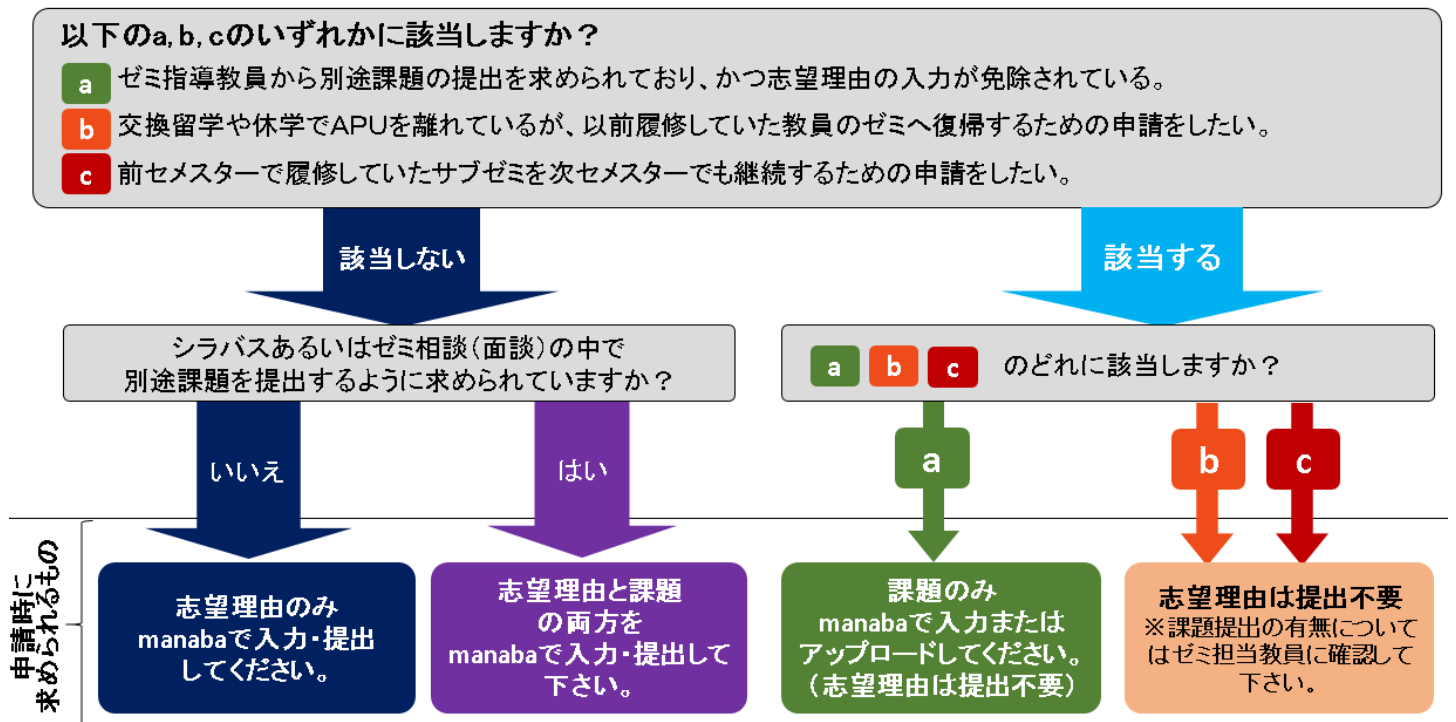 以下のa,b,cのいずれかに該当しますか？
a ゼミ指導教員から別途課題の提出を求められており、かつ志望理由の入力が免除されている。
b 交換留学や休学でAPUを離れているが、以前履修していた教員のゼミへ復帰するための申請をしたい。
c 前セメスターで履修していたサブゼミを次セメスターでも継続するための申請をしたい。
該当しない
該当する
シラバスあるいはゼミ相談（面談）の中で
別途課題を提出するように求められていますか？
a b c のどれに該当しますか？
いいえ
はい
a
b
c
申請時に
求められるもの
志望理由のみ
manabaで入力・提出
してください。
志望理由と課題
の両方を
manabaで入力・提出して
下さい。
課題のみ
manabaで入力または
アップロードしてください。
（志望理由は提出不要）
志望理由は提出不要
※課題提出の有無について
はゼミ担当教員に確認して
下さい。